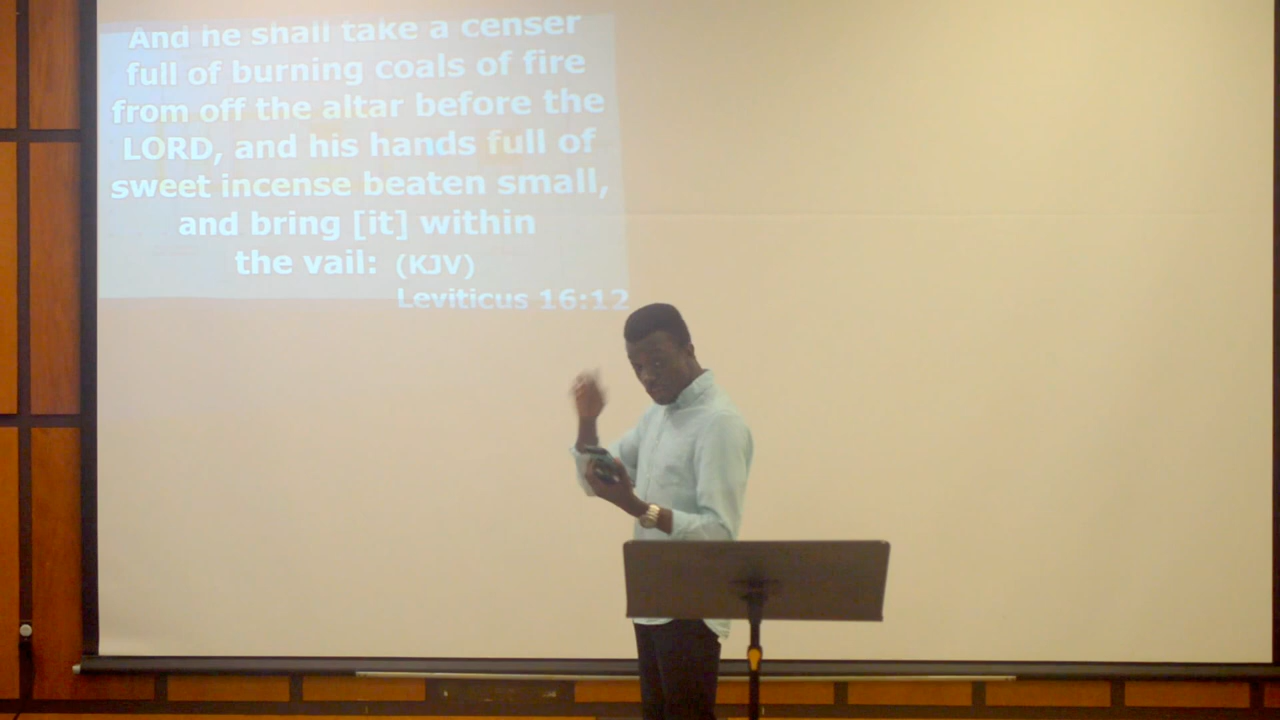 And he shall take a censer
full of burning coals of fire
from off the altar before the
LORD, and his hands full of
sweet incense beaten small,
and bring [it] within
the vail: (KJV)
Leviticus 16:12